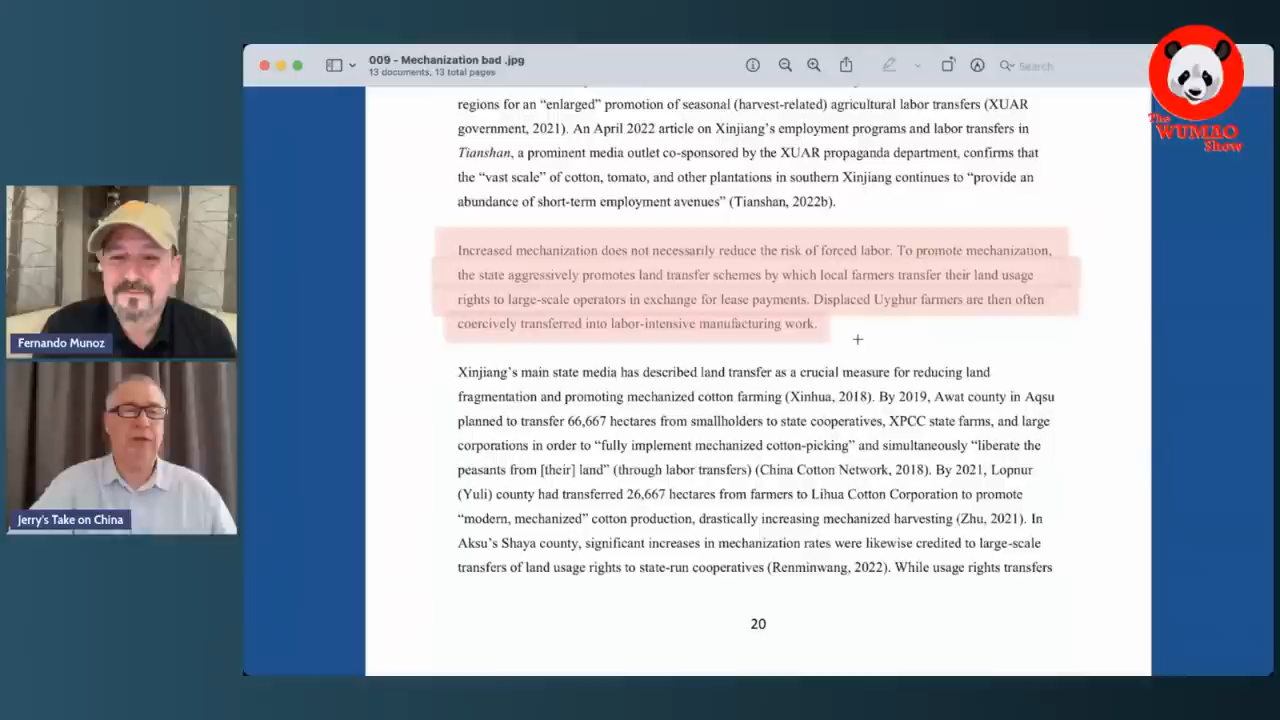 009 - Mechanization bad .jpg
13 documents, 13 total pages
Search
The
WUMAO
Show
regions for an “enlarged” promotion of seasonal (harvest-related) agricultural labor transfers (XUAR
government, 2021). An April 2022 article on Xinjiang’s employment programs and labor transfers in
Tianshan, a prominent media outlet co-sponsored by the XUAR propaganda department, confirms that
the “vast scale” of cotton, tomato, and other plantations in southern Xinjiang continues to “provide an
abundance of short-term employment avenues” (Tianshan, 2022b).
Increased mechanization does not necessarily reduce the risk of forced labor. To promote mechanization,
the state aggressively promotes land transfer schemes by which local farmers transfer their land usage
rights to large-scale operators in exchange for lease payments. Displaced Uyghur farmers are then often
coercively transferred into labor-intensive manufacturing work.
Xinjiang’s main state media has described land transfer as a crucial measure for reducing land
fragmentation and promoting mechanized cotton farming (Xinhua, 2018). By 2019, Awat county in Aqsu
planned to transfer 66,667 hectares from smallholders to state cooperatives, XPCC state farms, and large
corporations in order to “fully implement mechanized cotton-picking” and simultaneously “liberate the
peasants from [their] land” (through labor transfers) (China Cotton Network, 2018). By 2021, Lopnur
(Yuli) county had transferred 26,667 hectares from farmers to Lihua Cotton Corporation to promote
“modern, mechanized” cotton production, drastically increasing mechanized harvesting (Zhu, 2021). In
Aksu’s Shaya county, significant increases in mechanization rates were likewise credited to large-scale
transfers of land usage rights to state-run cooperatives (Renminwang, 2022). While usage rights transfers
20
Fernando Munoz
Jerry's Take on China